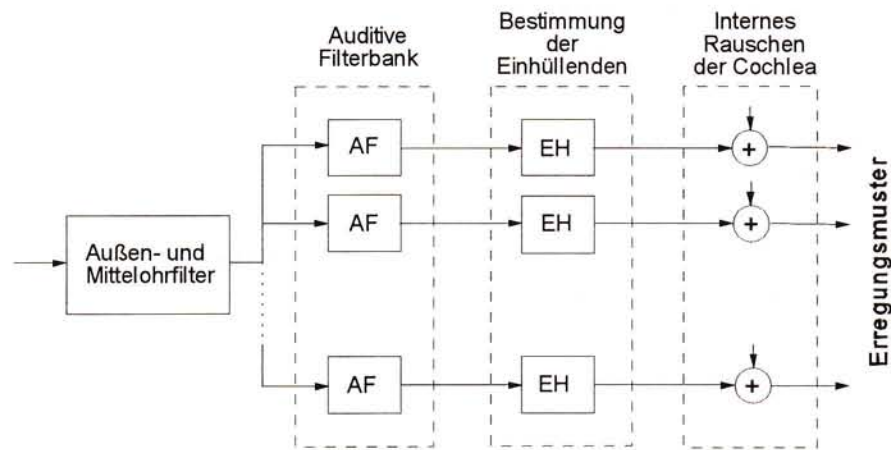 Auditive
Filterbank
Bestimmung
der
Einhüllenden
Internes
Rauschen
der Cochlea
AF
EH
+
AF
EH
+
Außen- und
Mittelohrfilter
AF
EH
+
Erregungsmuster